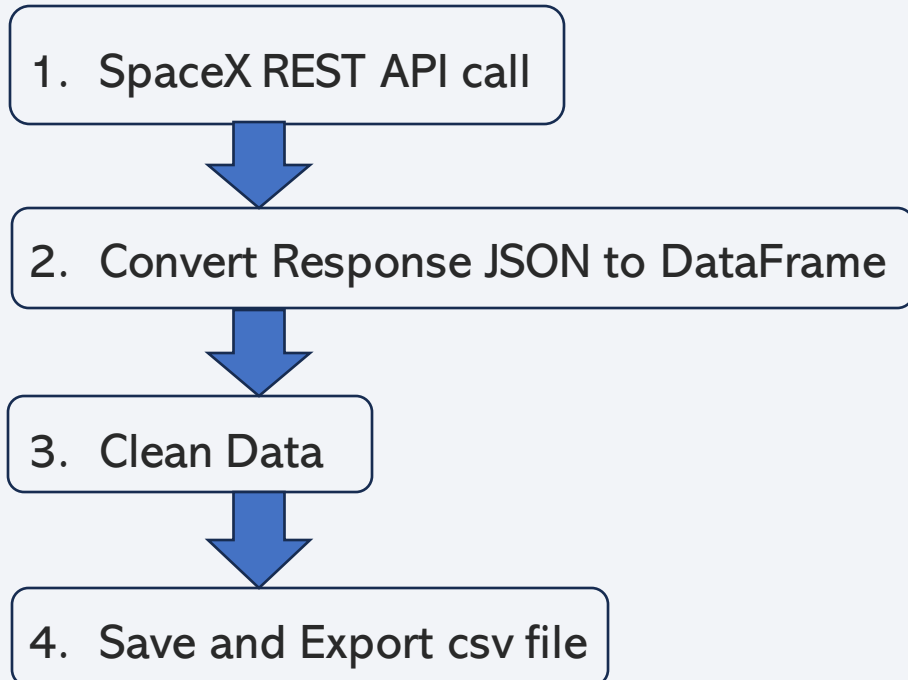 1. SpaceX REST API call
2. Convert Response JSON to DataFrame
3. Clean Data
4. Save and Export csv file